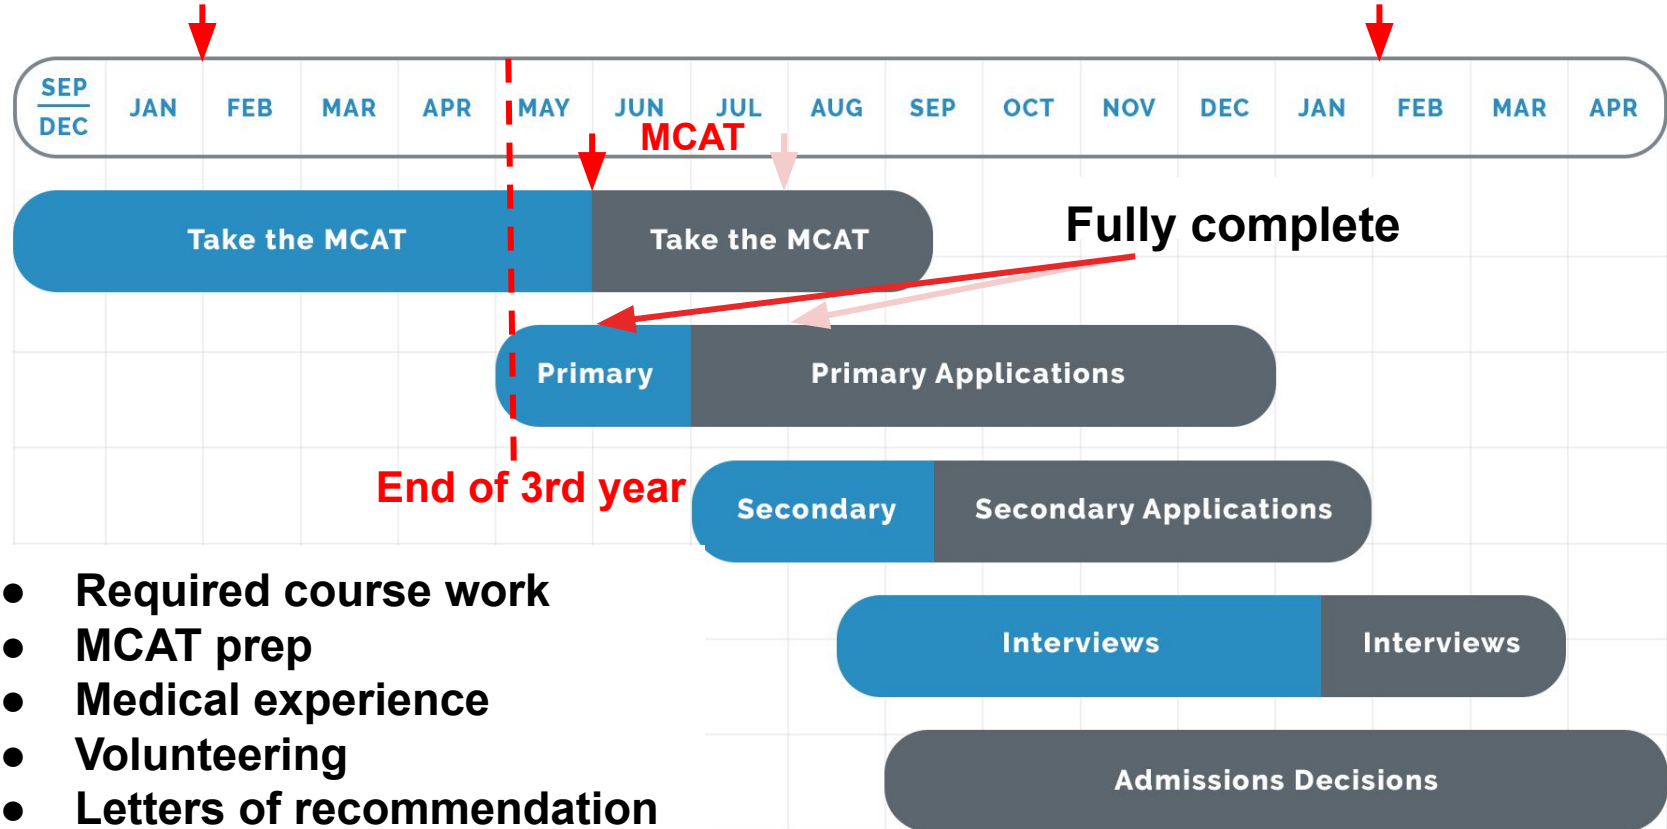 SEP
DEC
JAN FEB MAR APR MAY JUN JUL AUG SEP OCT NOV DEC JAN FEB MAR APR
MCAT
Take the MCAT Take the MCAT
Fully complete
Primary Primary Applications
End of 3rd year
Secondary Secondary Applications
● Required course work
● MCAT prep
Interviews Interviews
● Medical experience
● Volunteering
Admissions Decisions
● Letters of recommendation